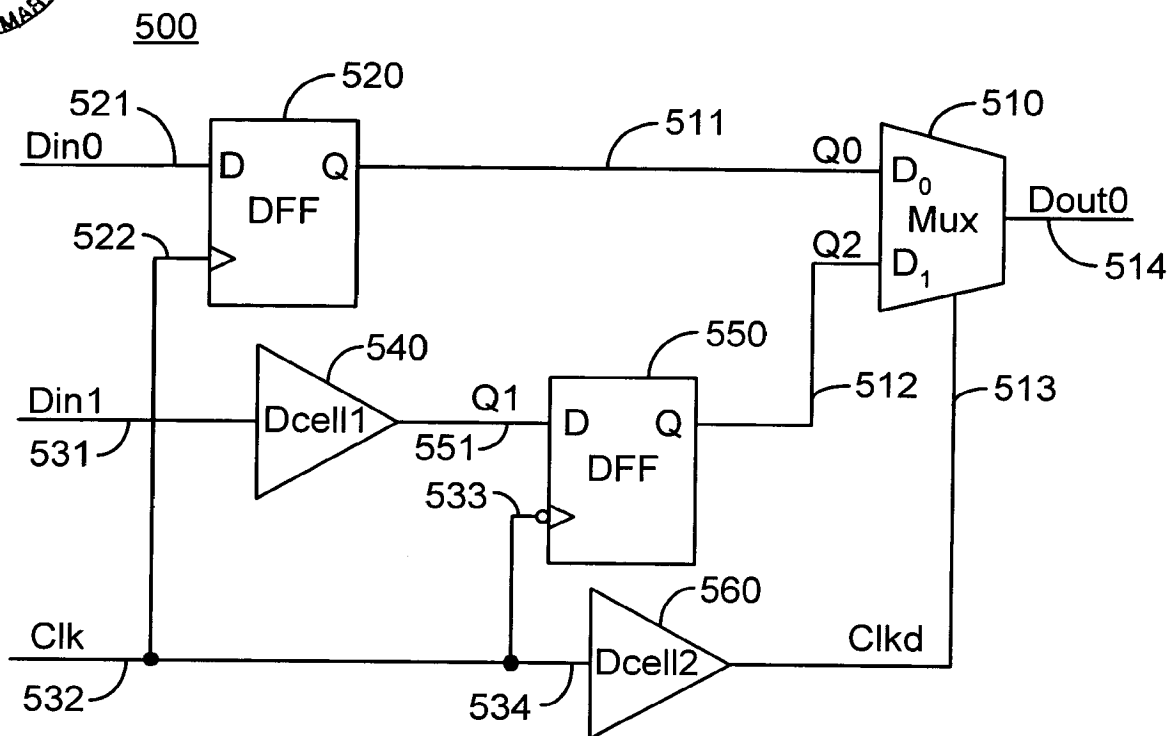 MAR
500
520
521
Din0
D Q
DFF
522
511
Q0
510
D0
Mux
Dout0
Q2
D1
514
540
Din1
Dcell1
531
Q1
551
550
D Q
DFF
533
512
513
560
Clk
Dcell2
Clkd
532
534